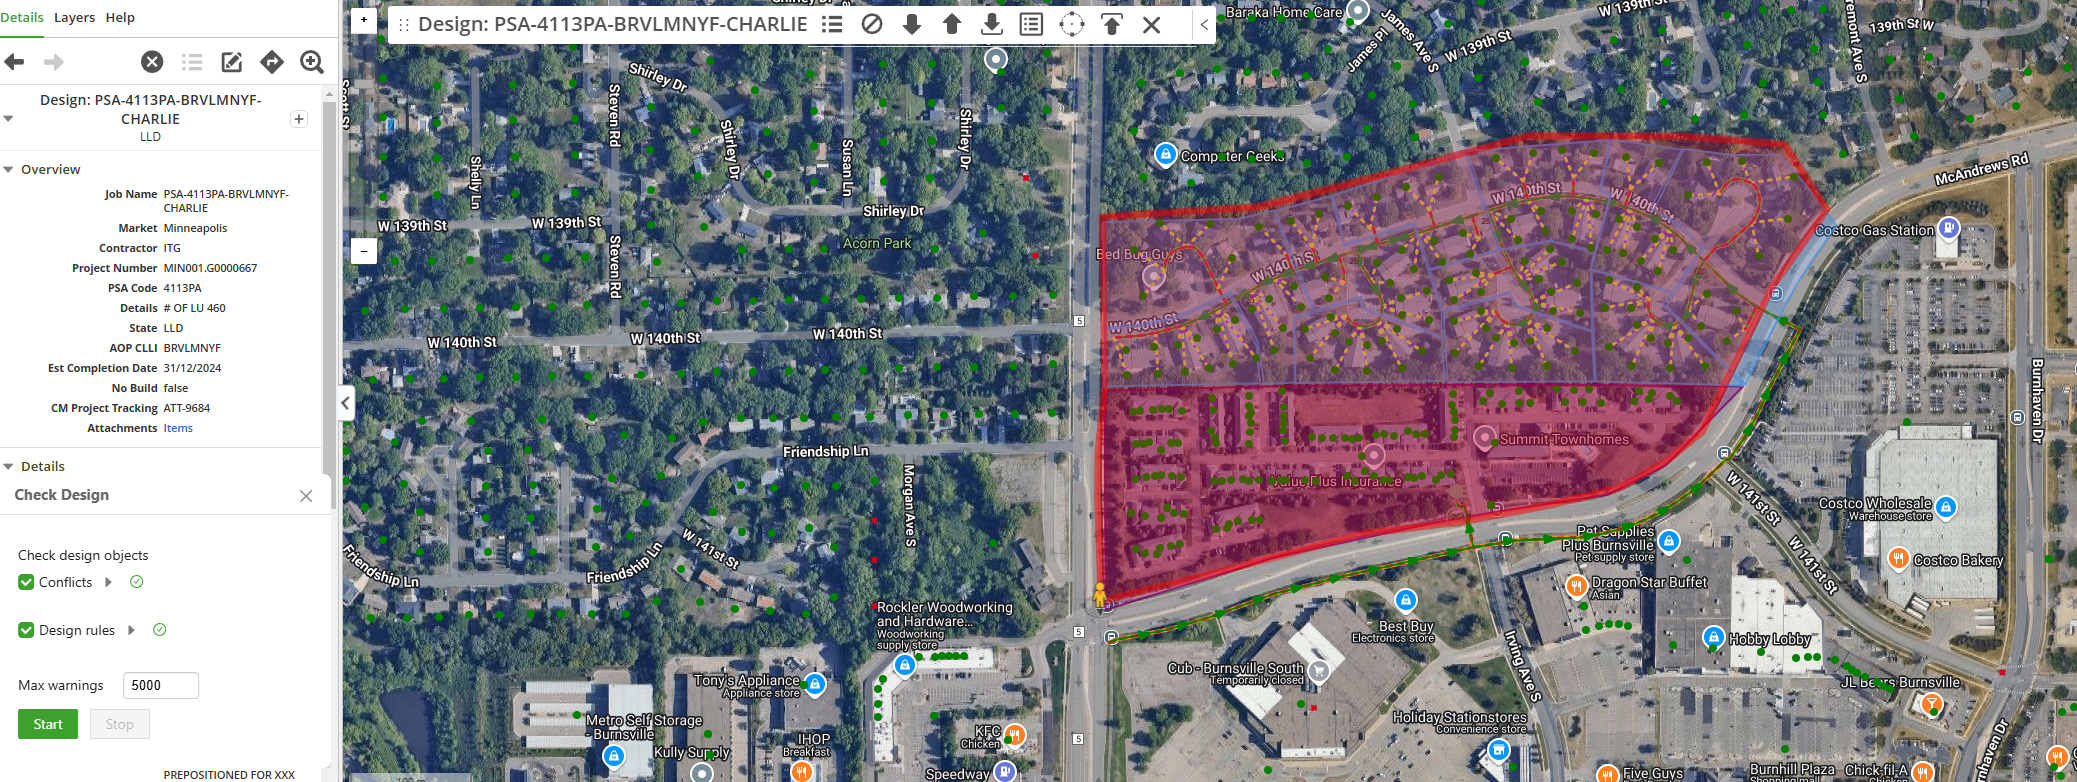 Details Layers Help
Design: PSA-4113PA-BRVLMNYF-CHARLIE
LLD
Overview
Job Name PSA-4113PA-BRVLMNYF-
CHARLIE
Market Minneapolis
Contractor ITG
Project Number MIN001.G0000667
PSA Code 4113PA
Details # OF LU 460
State LLD
AOP CLLI BRVLMNYF
Est Completion Date 31/12/2024
No Build false
CM Project Tracking ATT-9684
Attachments Items
Details
Check Design
Check design objects
Conflicts
Design rules
Max warnings 5000
Start Stop
PREPOSITIONED FOR XXX
Design: PSA-4113PA-BRVLMNYF-CHARLIE
Baraka Home Care
James Pl
James Ave S
W 139th St
W 139th St
139th St W
McAndrews Rd
Shirley Dr
Steven Rd
Shirley Dr
Shelly Ln
Susan Ln
Shirley Dr
Computer Geeks
W 139th St
W 139th St
Shirley Dr
Acorn Park
Steven Rd
Bed Bug Guys
W 140th St
W 140th St
W 140th St
W 140th St
25
25
25
Costco Gas Station
W 140th St
W 140th St
W 140th St
5
Burnhaven Dr
Friendship Ln
Morgan Ave S
Summit Townhomes
Value Plus Insurance
W 141st St
W 141st St
Costco Wholesale
Warehouse store
Costco Bakery
Pet Supplies
Plus Burnsville
Pet supply store
Dragon Star Buffet
Asian
Friendship Ln
Friendship Ln
W 141st St
Rockler Woodworking
and Hardware...
Woodworking
supply store
5
Best Buy
Electronics store
Irving Ave S
Hobby Lobby
Cub - Burnsville South
Temporarily closed
Tony's Appliance
Appliance store
JL Beers Burnsville
Metro Self Storage
- Burnsville
Kully Supply
IHOP
Breakfast
KFC
Chicken
5
Holiday Stationstores
Convenience store
Speedway
Five Guys
Burnhill Plaza
Shopping mall
Chick-fil-A
100 m